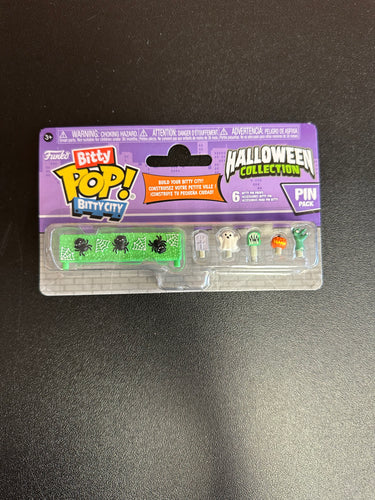 3+
WARNING: CHOKING HAZARD.
ATTENTION: DANGER D'ÉTOUFFEMENT.
ADVERTENCIA: PELIGRO DE ASFIXIA.
Funko
Bitty
POP!
BITTY CITY
BUILD YOUR BITTY CITY!
CONSTRUISEZ VOTRE PETITE VILLE
¡CONSTRUYE TU PEQUEÑA CIUDAD!
HALLOWEEN
COLLECTION
6
PIN
PACK